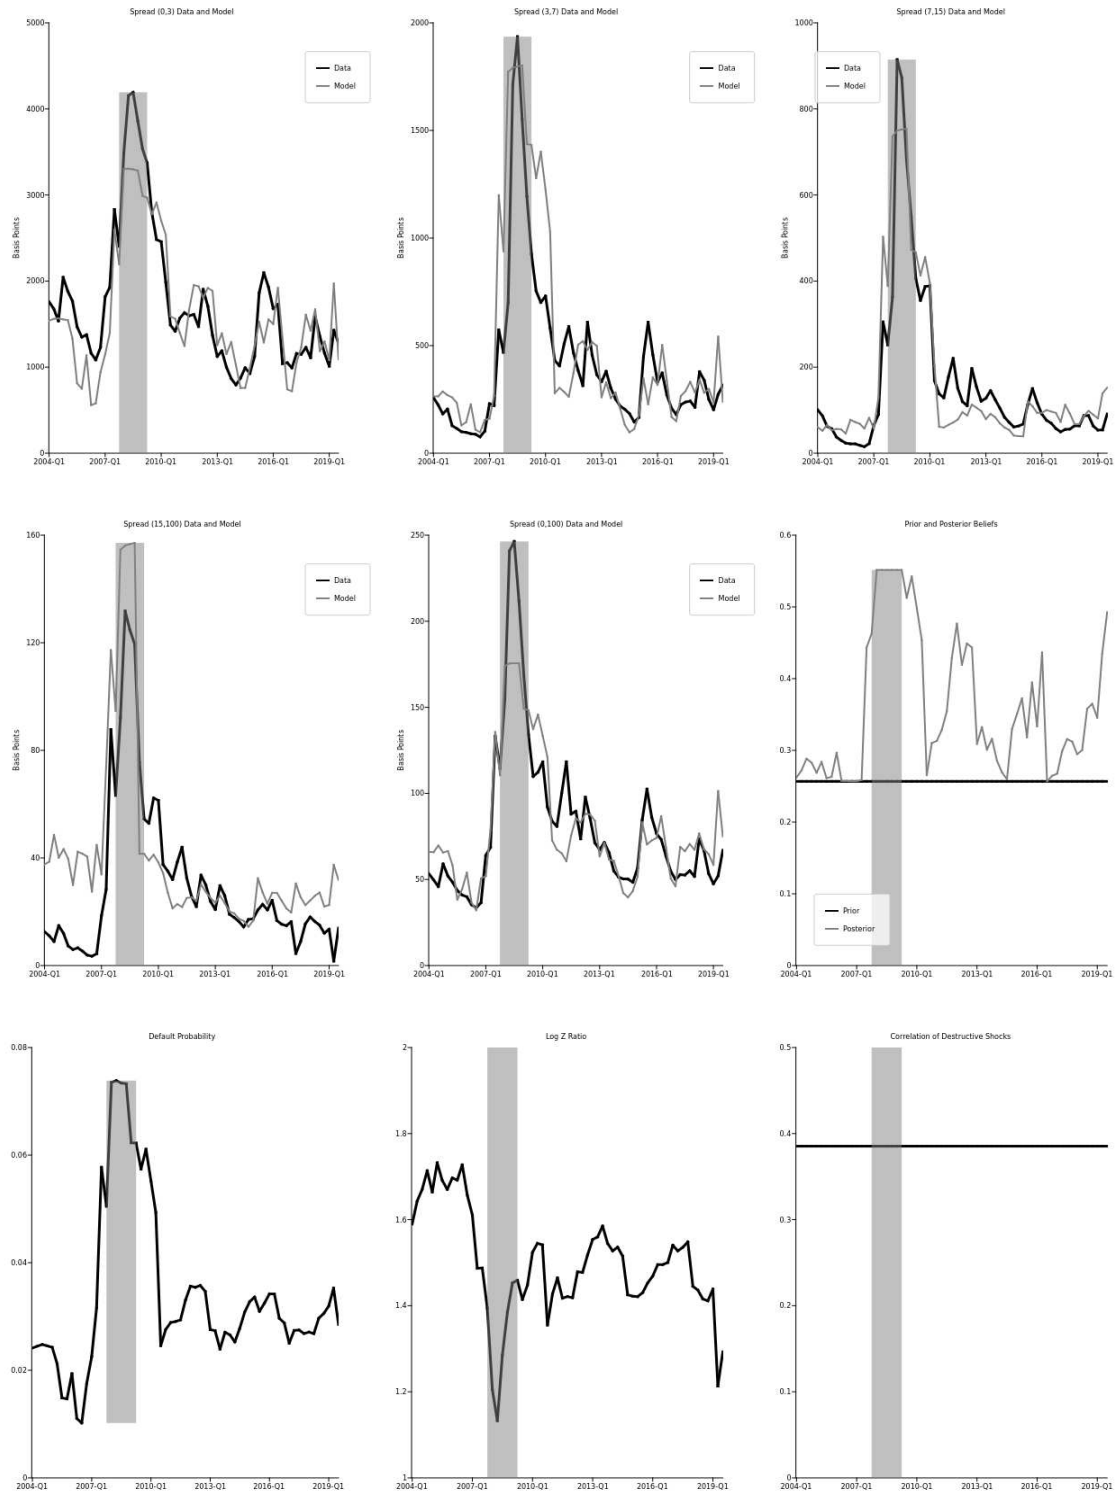 Spread (0,3) Data and Model
5000
4000
3000
2000
1000
0
Basis Points
Data
Model
2004-Q1 2007-Q1 2010-Q1 2013-Q1 2016-Q1 2019-Q1
Spread (3,7) Data and Model
2000
1500
1000
500
0
Data
Model
2004-Q1 2007-Q1 2010-Q1 2013-Q1 2016-Q1 2019-Q1
Spread (7,15) Data and Model
1000
800
600
400
200
0
Basis Points
Data
Model
2004-Q1 2007-Q1 2010-Q1 2013-Q1 2016-Q1 2019-Q1
Spread (15,100) Data and Model
160
120
80
40
0
Data
Model
2004-Q1 2007-Q1 2010-Q1 2013-Q1 2016-Q1 2019-Q1
Spread (0,100) Data and Model
250
200
150
100
50
0
Basis Points
Data
Model
2004-Q1 2007-Q1 2010-Q1 2013-Q1 2016-Q1 2019-Q1
Prior and Posterior Beliefs
0.6
0.5
0.4
0.3
0.2
0.1
0
Prior
Posterior
2004-Q1 2007-Q1 2010-Q1 2013-Q1 2016-Q1 2019-Q1
Default Probability
0.08
0.06
0.04
0.02
0
2004-Q1 2007-Q1 2010-Q1 2013-Q1 2016-Q1 2019-Q1
Log Z Ratio
2
1.8
1.6
1.4
1.2
1
2004-Q1 2007-Q1 2010-Q1 2013-Q1 2016-Q1 2019-Q1
Correlation of Destructive Shocks
0.5
0.4
0.3
0.2
0.1
0
2004-Q1 2007-Q1 2010-Q1 2013-Q1 2016-Q1 2019-Q1